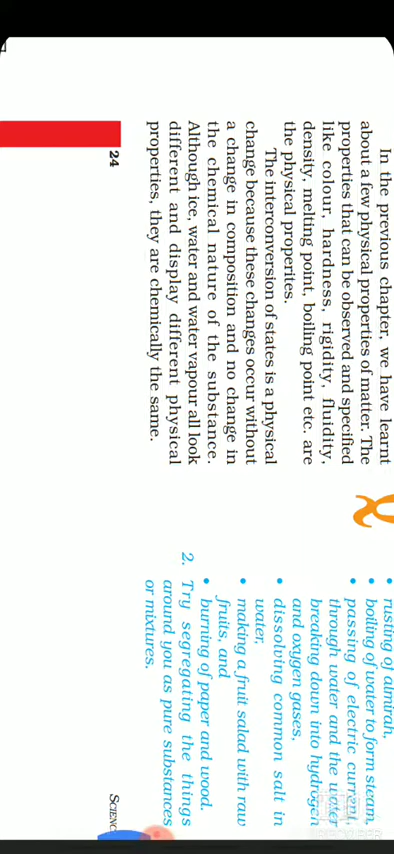 In the previous chapter, we have learnt
about a few physical properties of matter. The
properties that can be observed and specified
like colour, hardness, rigidity, fluidity,
density, melting point, boiling point etc. are
the physical properites.
The interconversion of states is a physical
change because these changes occur without
a change in composition and no change in
the chemical nature of the substance.
Although ice, water and water vapour all look
different and display different physical
properties, they are chemically the same.
24
• rusting of almirah,
• boiling of water to form steam,
• passing of electric current,
through water and the water
breaking down into hydrogen
and oxygen gases,
• dissolving common salt in
water,
• making a fruit salad with raw
fruits, and
• burning of paper and wood.
2. Try segregating the things
around you as pure substances
or mixtures.